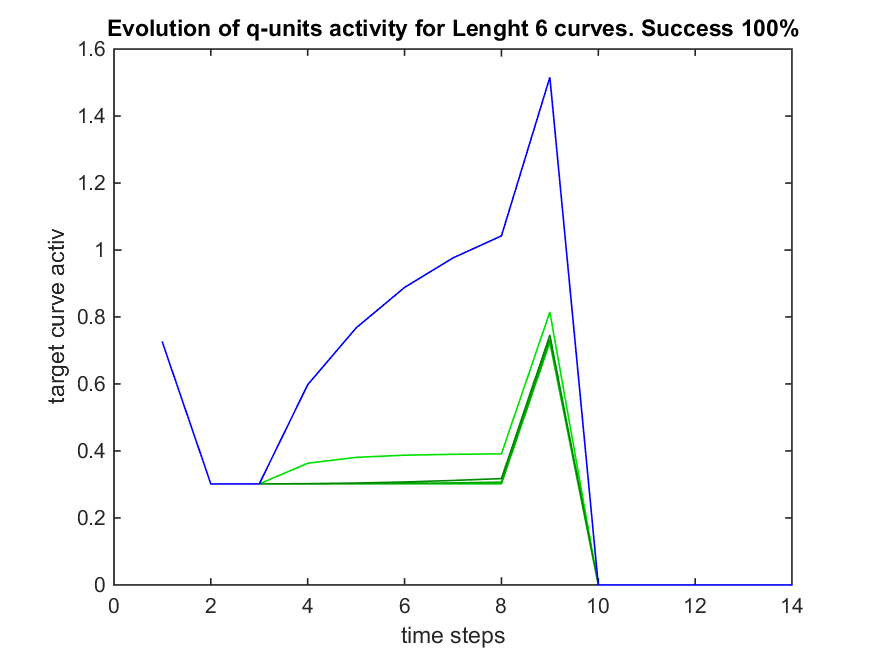 Evolution of q-units activity for Lenght 6 curves. Success 100%
1.6
1.4
1.2
1
0.8
0.6
0.4
0.2
0
target curve activ
0 2 4 6 8 10 12 14
time steps